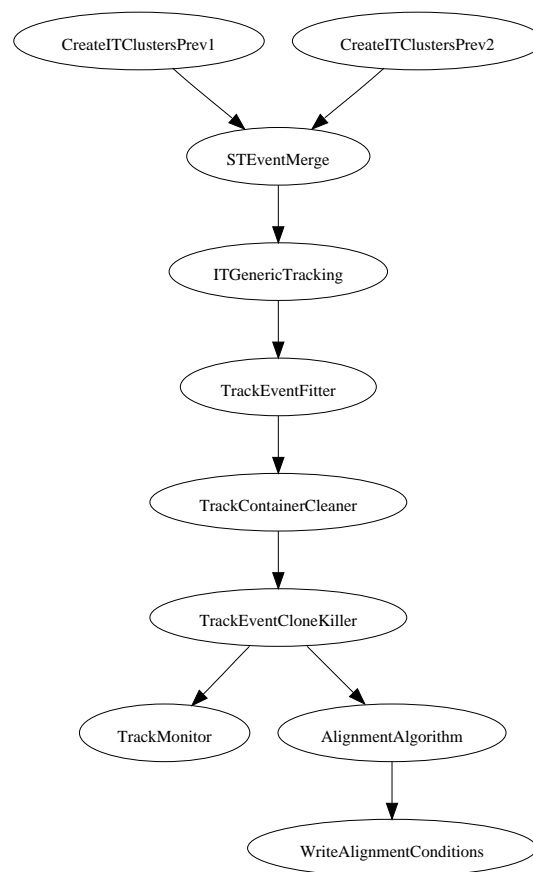 CreateITClustersPrev1
CreateITClustersPrev2
STEventMerge
ITGenericTracking
TrackEventFitter
TrackContainerCleaner
TrackEventCloneKiller
TrackMonitor
AlignmentAlgorithm
WriteAlignmentConditions